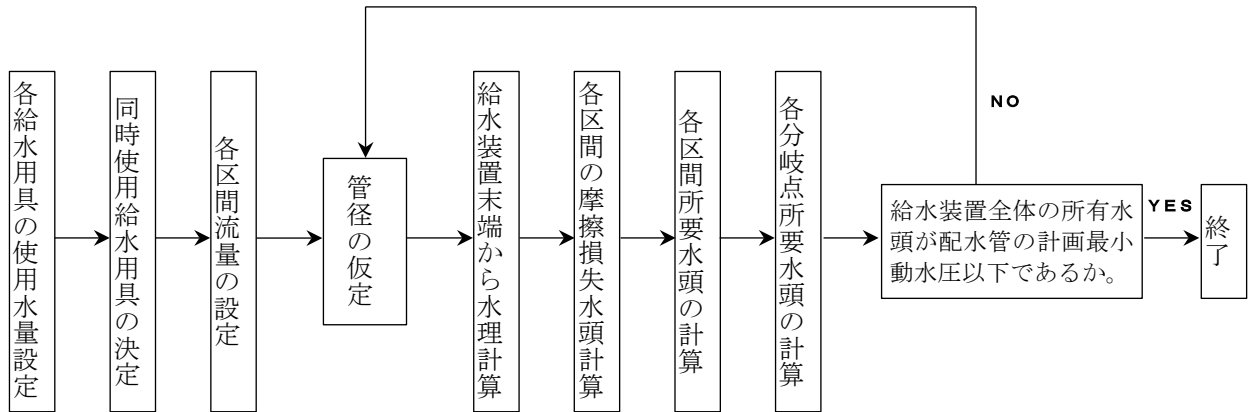 各給水用具の使用水量設定
同時使用給水用具の決定
各区間流量の設定
管径の仮定
給水装置末端から水理計算
各区間の摩擦損失水頭計算
各区間所要水頭の計算
各分岐点所要水頭の計算
給水装置全体の所有水
頭が配水管の計画最小
動水圧以下であるか。
NO
YES
終了